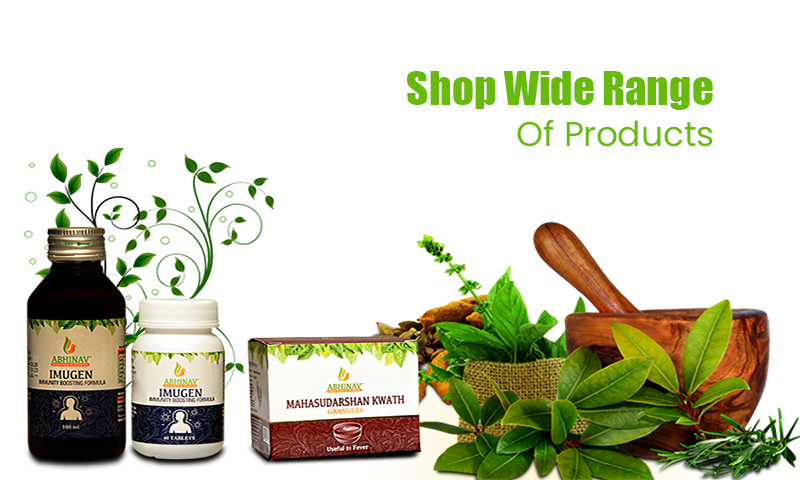 Shop Wide Range
Of Products
ABHINAV
IMUGEN
IMMUNITY BOOSTING FORMULA
100 ml
ABHINAV
IMUGEN
IMMUNITY BOOSTING FORMULA
60 TABLETS
ABHINAV
MAHASUDARSHAN KWATH
GRANULES
Useful in Fever